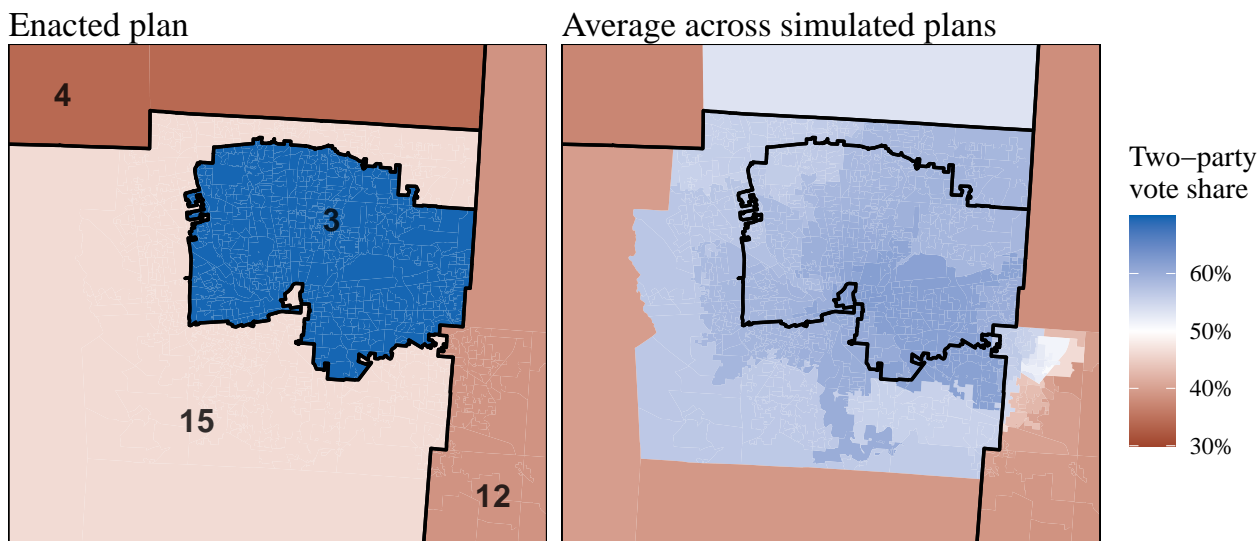 Enacted plan
Average across simulated plans
4
3
15
12
Two−party
vote share
60%
50%
40%
30%